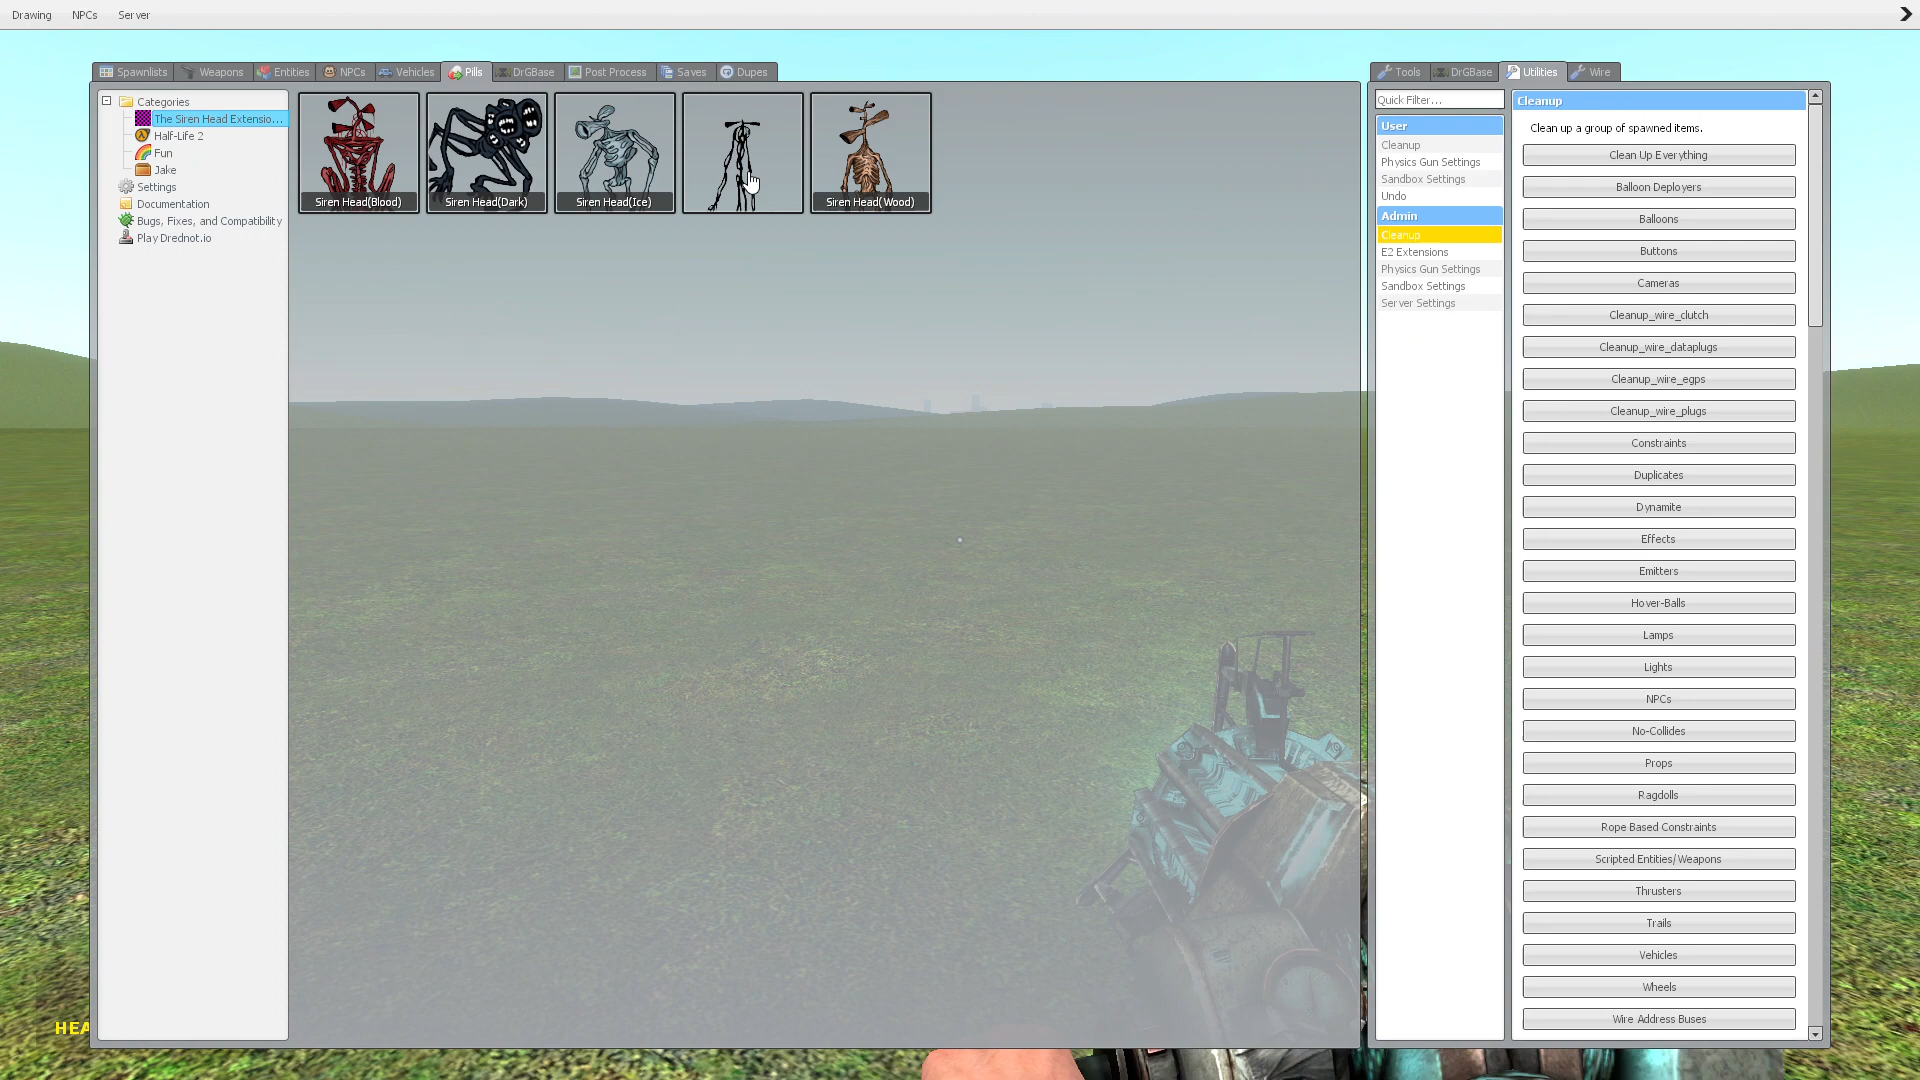 Drawing NPCs Server
Spawnlists Weapons Entities NPCs Vehicles Pills DrGBase Post Process Saves Dupes
Tools DrGBase Utilities Wire
Categories
The Siren Head Extensio...
Half-Life 2
Fun
Jake
Settings
Documentation
Bugs, Fixes, and Compatibility
Play Drednot.io
Siren Head(Blood)
Siren Head(Dark)
Siren Head(Ice)
Siren Head(Wood)
Quick Filter...
User
Cleanup
Physics Gun Settings
Sandbox Settings
Undo
Admin
Cleanup
E2 Extensions
Physics Gun Settings
Sandbox Settings
Server Settings
Cleanup
Clean up a group of spawned items.
Clean Up Everything
Balloon Deployers
Balloons
Buttons
Cameras
Cleanup_wire_clutch
Cleanup_wire_dataplugs
Cleanup_wire_egps
Cleanup_wire_plugs
Constraints
Duplicates
Dynamite
Effects
Emitters
Hover-Balls
Lamps
Lights
NPCs
No-Collides
Props
Ragdolls
Rope Based Constraints
Scripted Entities/Weapons
Thrusters
Trails
Vehicles
Wheels
Wire Address Buses
HEA